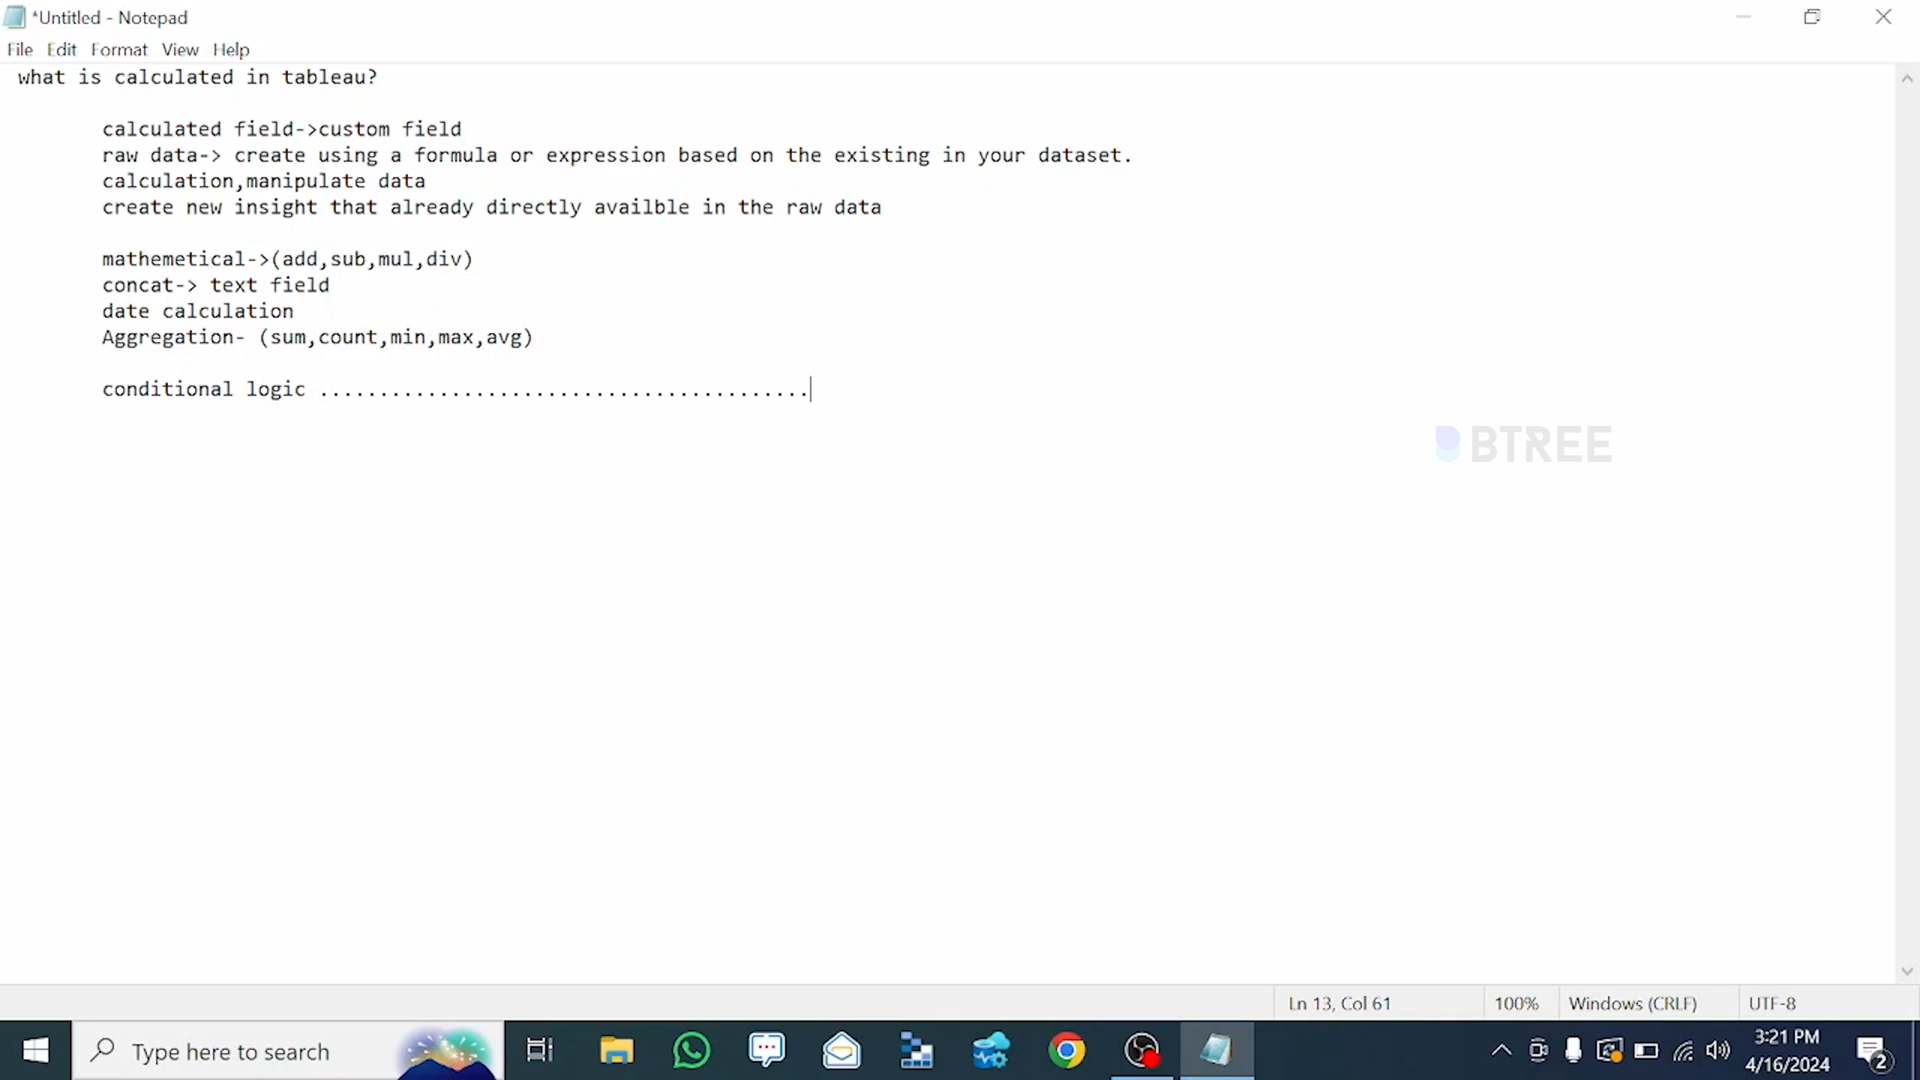 *Untitled - Notepad
File Edit Format View Help
what is calculated in tableau?
calculated field->custom field
raw data-> create using a formula or expression based on the existing in your dataset.
calculation,manipulate data
create new insight that already directly availble in the raw data
mathemetical->(add,sub,mul,div)
concat-> text field
date calculation
Aggregation- (sum,count,min,max,avg)
conditional logic .........................................
BTREE
Ln 13, Col 61 100% Windows (CRLF) UTF-8
Type here to search
3:21 PM
4/16/2024
2